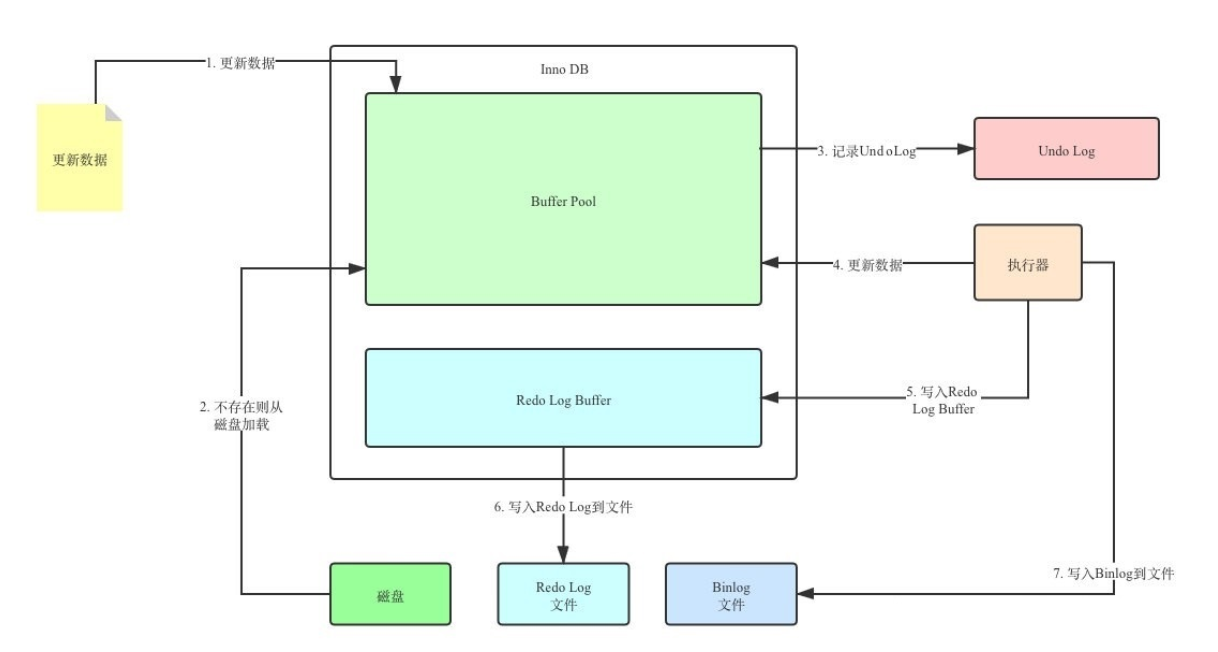 1. 更新数据
Inno DB
更新数据
Buffer Pool
3. 记录UndoLog
Undo Log
4. 更新数据
执行器
2. 不存在则从
磁盘加载
Redo Log Buffer
5. 写入Redo
Log Buffer
6. 写入Redo Log到文件
7. 写入Binlog到文件
磁盘
Redo Log
文件
Binlog
文件